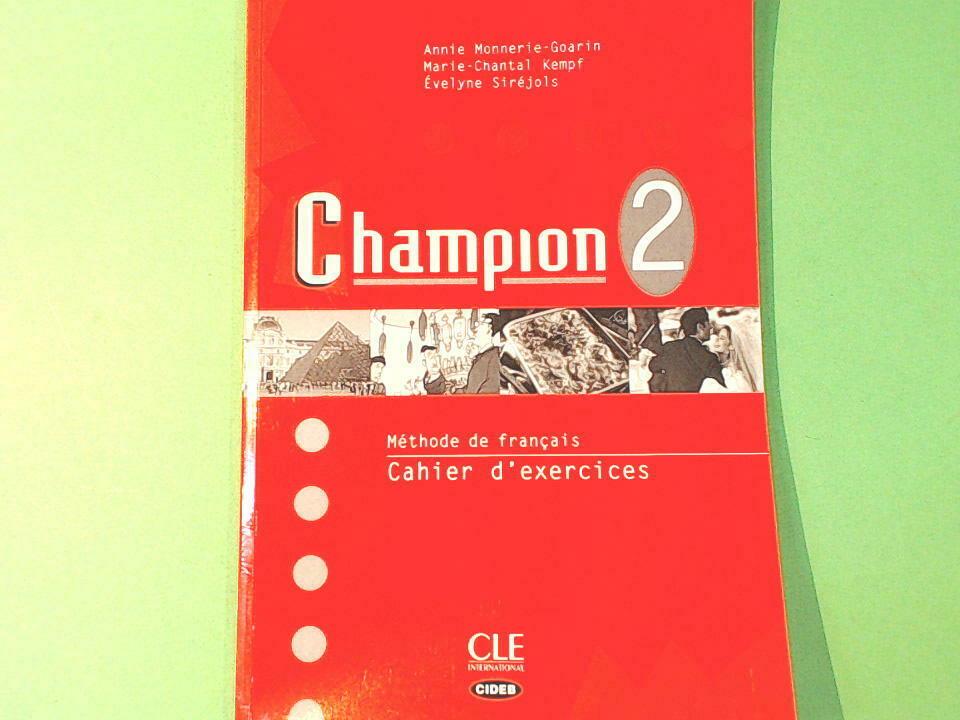 Annie Monnerie-Goarin
Marie-Chantal Kempf
Évelyne Siréjols
Champion 2
Méthode de français
Cahier d'exercices
CLE
INTERNATIONAL
CIDEB